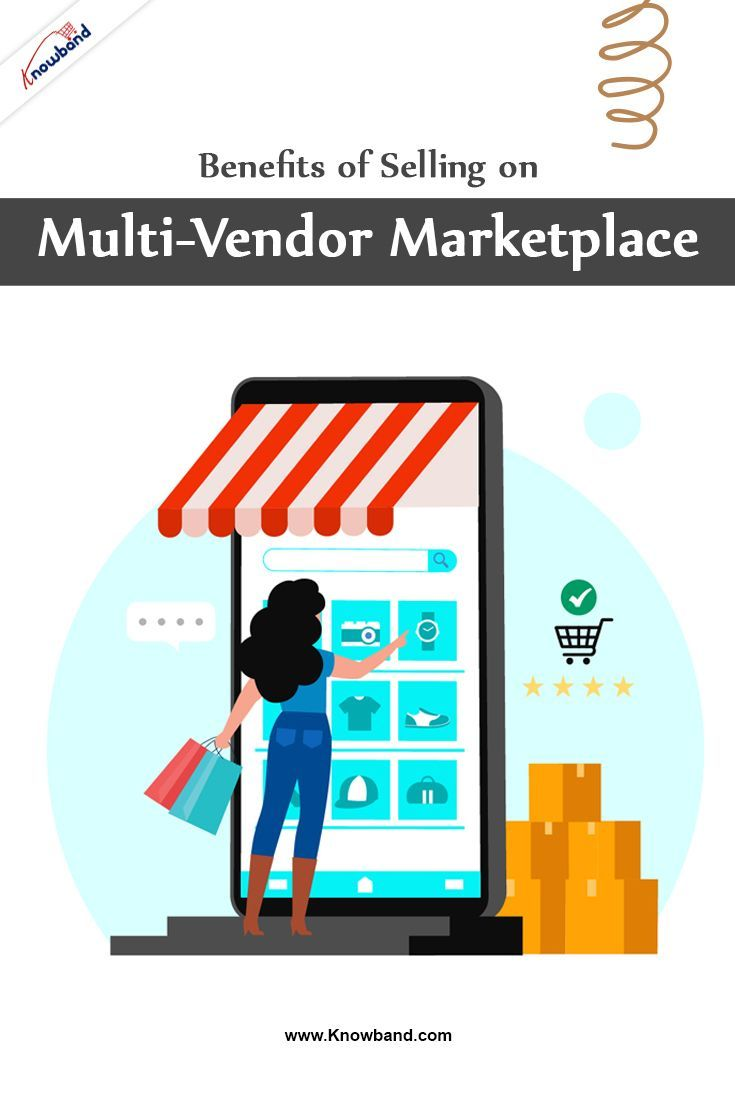 Knowband
Benefits of Selling on
Multi-Vendor Marketplace
www.Knowband.com